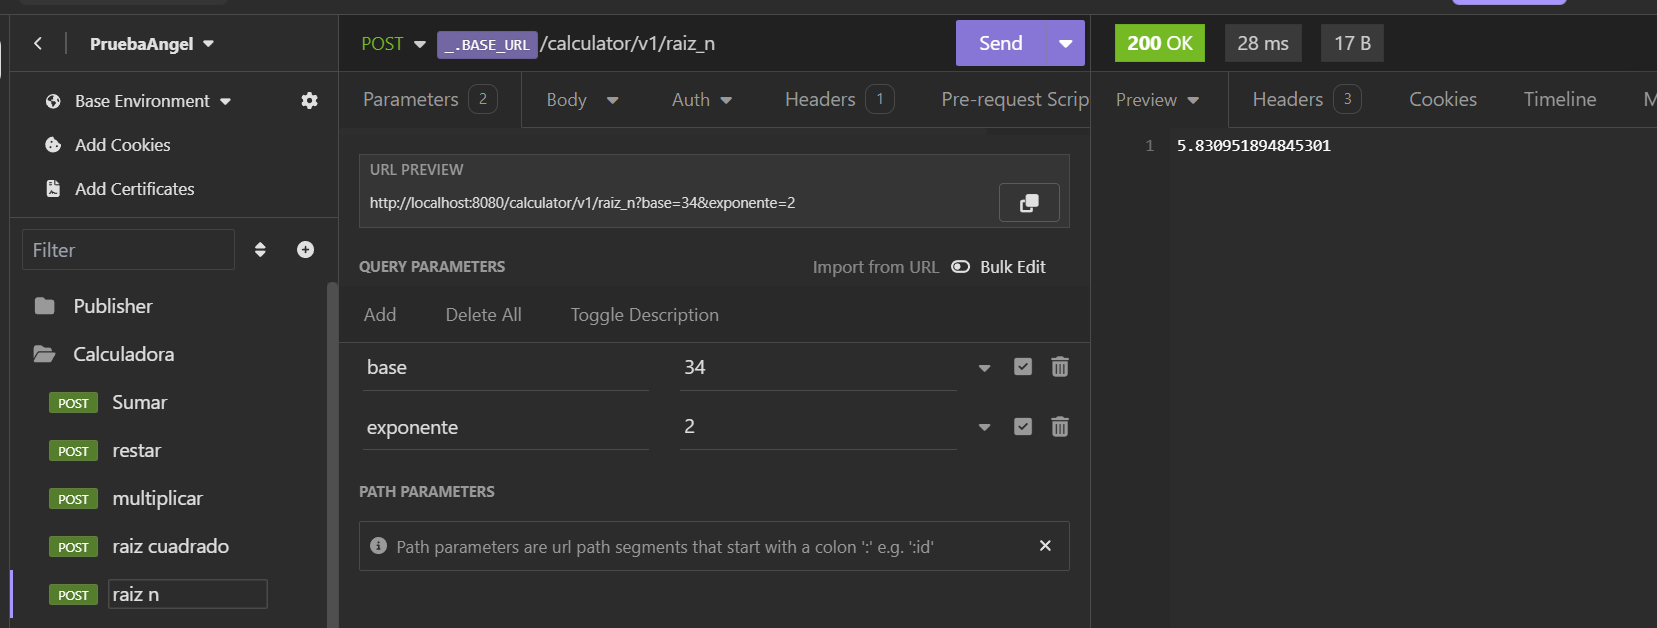 PruebaAngel
Base Environment
Add Cookies
Add Certificates
Filter
Publisher
Calculadora
POST Sumar
POST restar
POST multiplicar
POST raiz cuadrado
POST raiz n
POST _.BASE_URL /calculator/v1/raiz_n Send
Parameters 2 Body Auth Headers 1 Pre-request Scrip
URL PREVIEW
http://localhost:8080/calculator/v1/raiz_n?base=34&exponente=2
QUERY PARAMETERS Import from URL Bulk Edit
Add Delete All Toggle Description
base 34
exponente 2
PATH PARAMETERS
Path parameters are url path segments that start with a colon ':' e.g. ':id'
200 OK 28 ms 17 B
Preview Headers 3 Cookies Timeline M
1 5.830951894845301